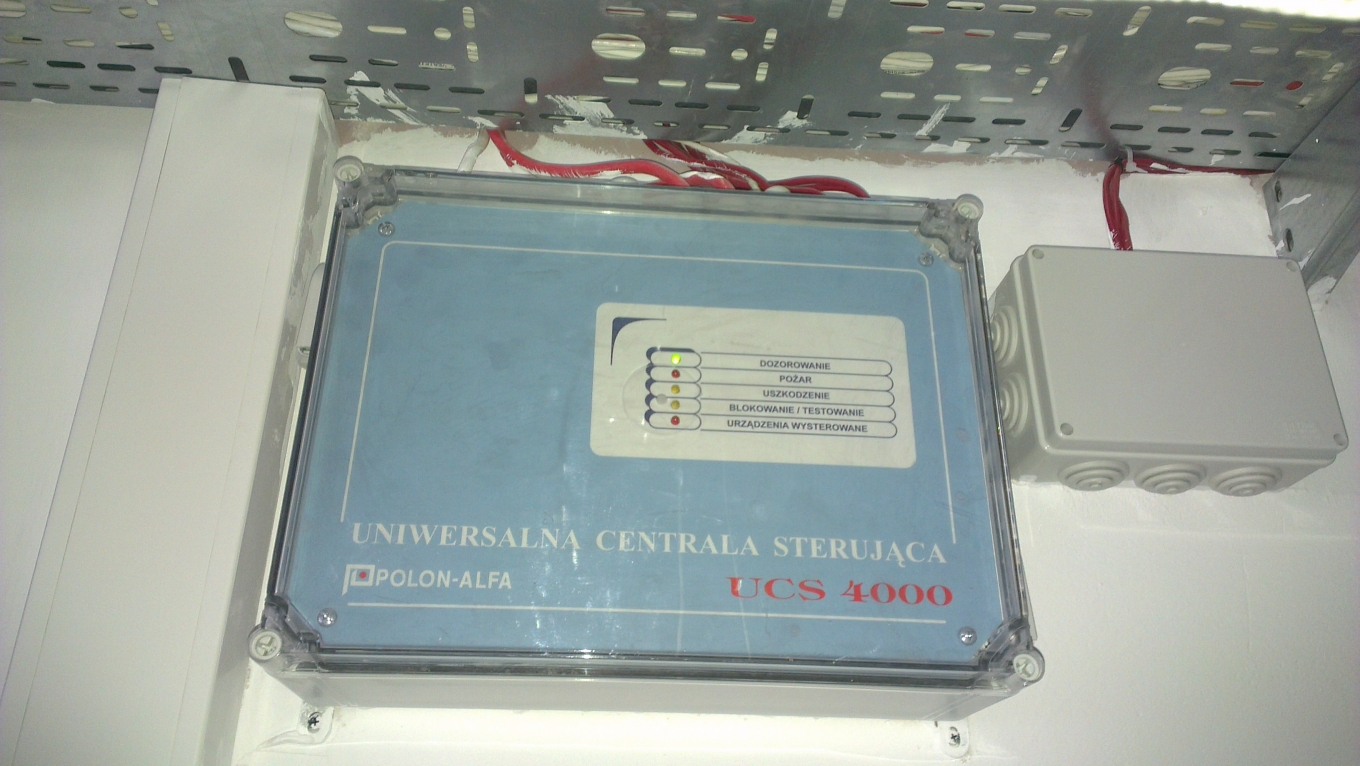 DOZOROWANIE
POŻAR
USZKODZENIE
BLOKOWANIE / TESTOWANIE
URZĄDZENIA WYSTEROWANE
UNIWERSALNA CENTRALA STERUJĄCA
POLON-ALFA
UCS 4000